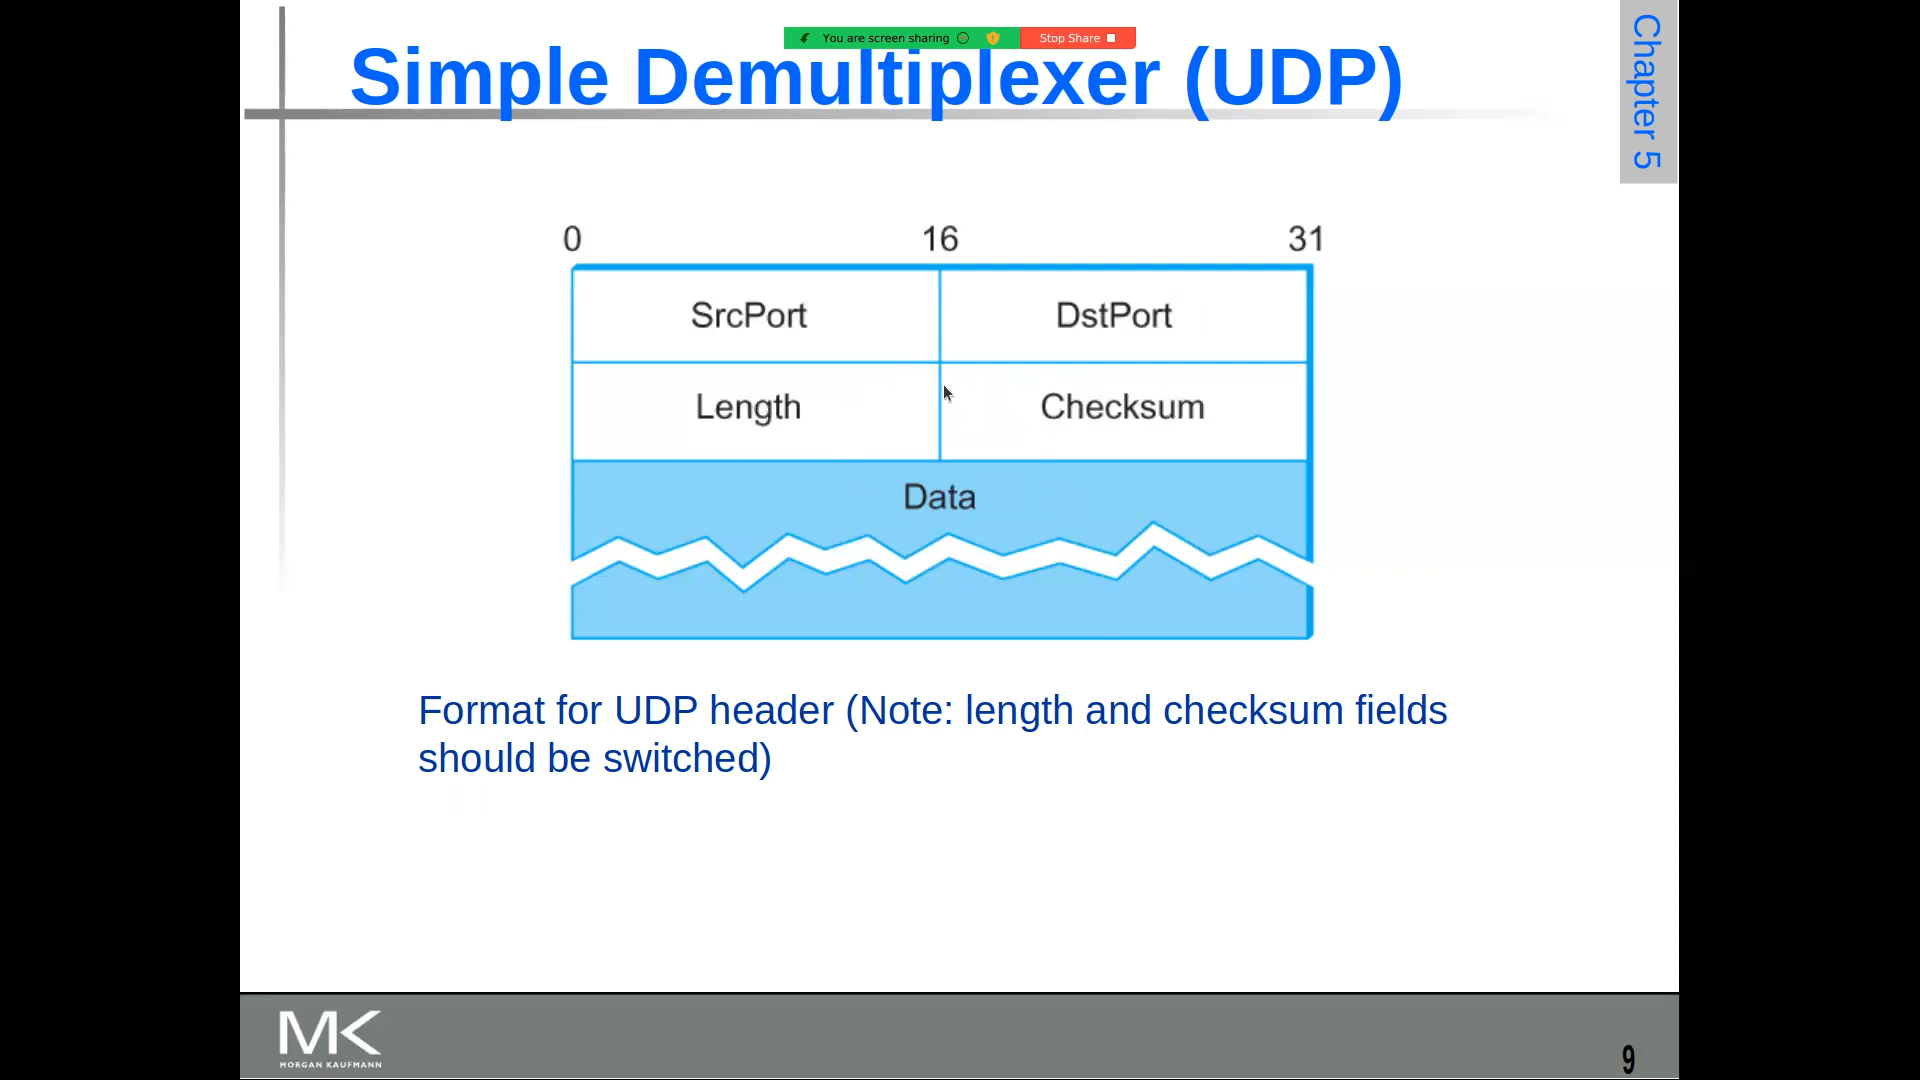 You are screen sharing
Stop Share
Simple Demultiplexer (UDP)
Chapter 5
0 16 31
SrcPort DstPort
Length Checksum
Data
Format for UDP header (Note: length and checksum fields
should be switched)
MK
MORGAN KAUFMANN
9